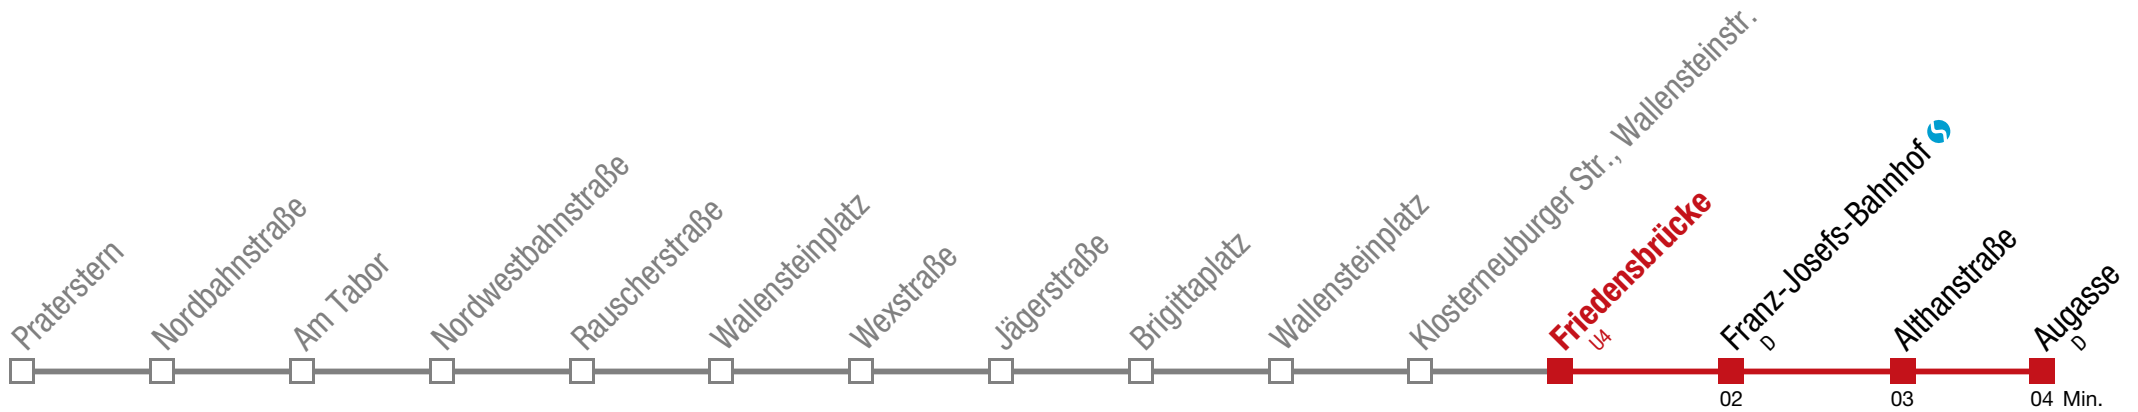 Praterstern
Nordbahnstraße
Am Tabor
Nordwestbahnstraße
Rauscherstraße
Wallensteinplatz
Wexstraße
Jägerstraße
Brigittaplatz
Wallensteinplatz
Klosterneuburger Str., Wallensteinstr.
Friedensbrücke
U4
Franz-Josefs-Bahnhof
D
Althanstraße
Augasse
D
02 03 04 Min.